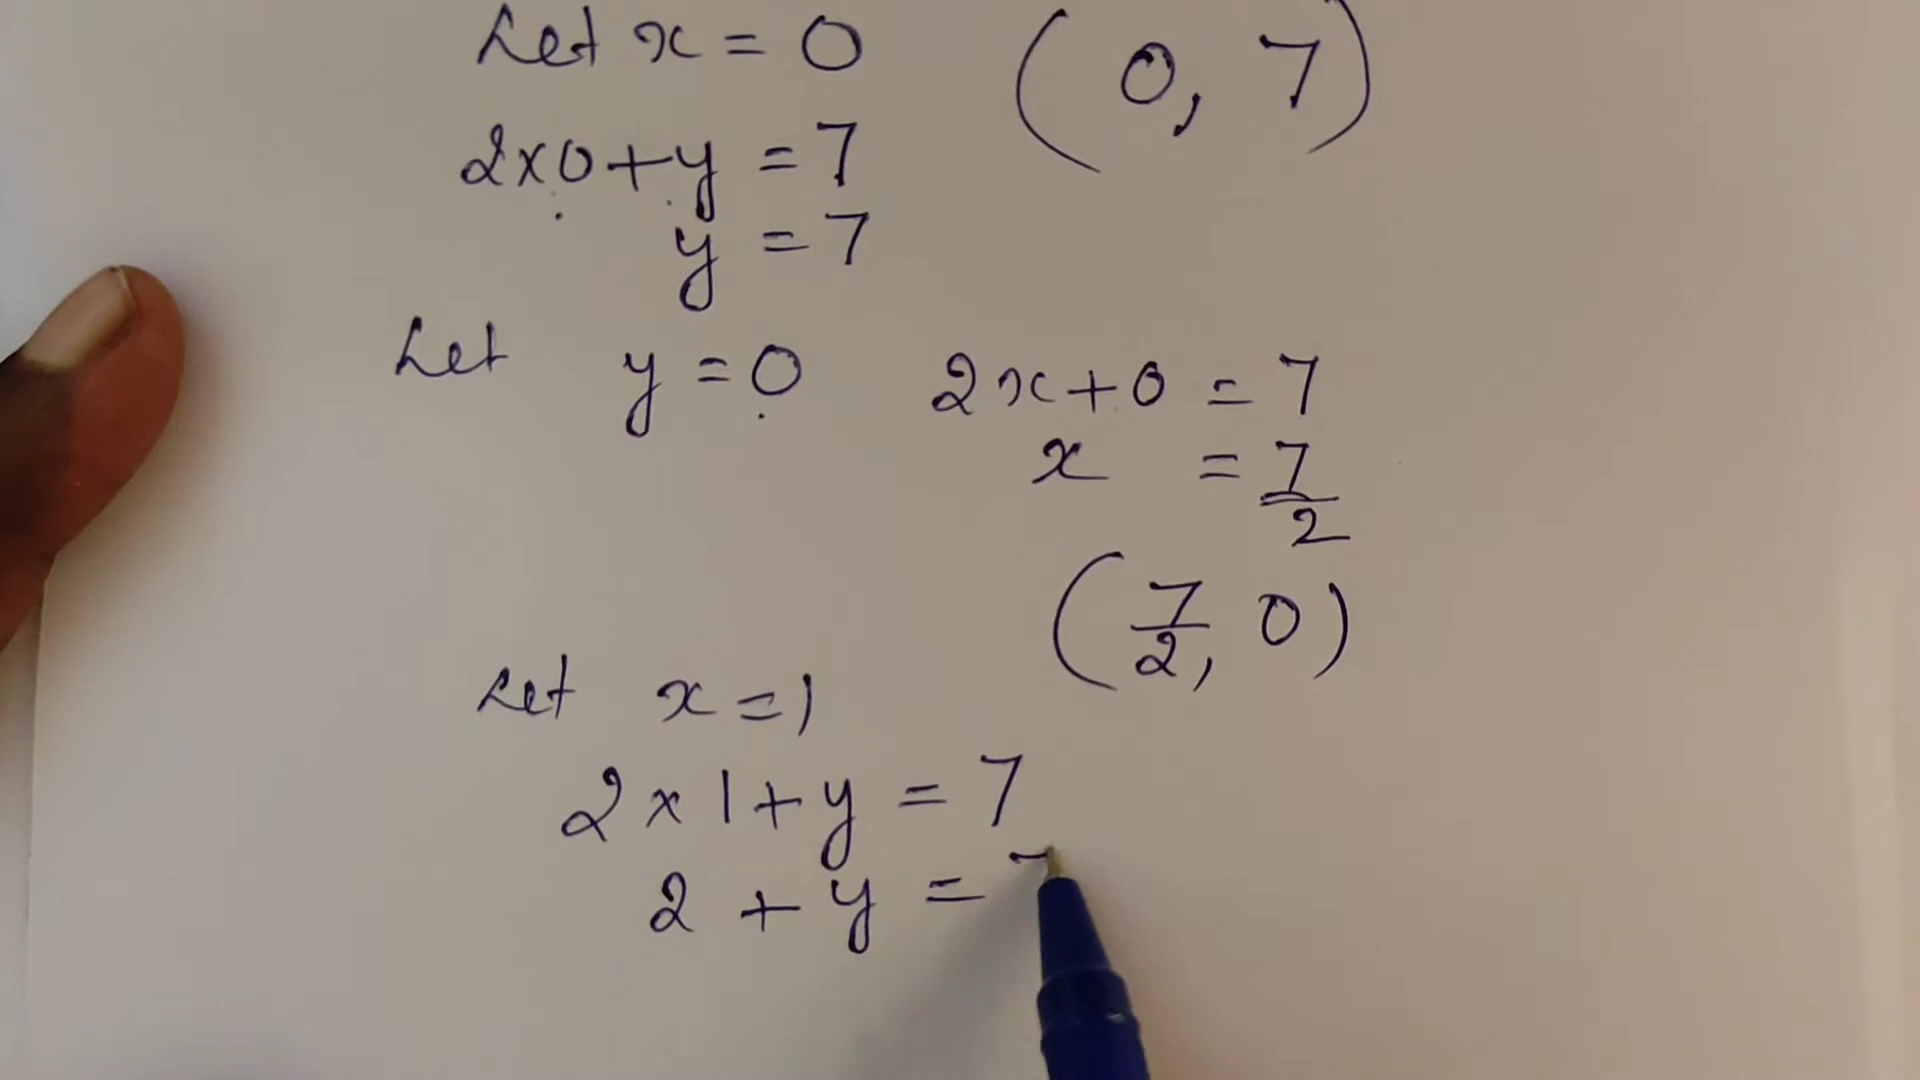 Let x = 0
(0, 7)
2×0+y = 7
y = 7
Let y = 0
2x+0 = 7
x = 7/2
(7/2, 0)
Let x = 1
2 × 1 + y = 7
2 + y =